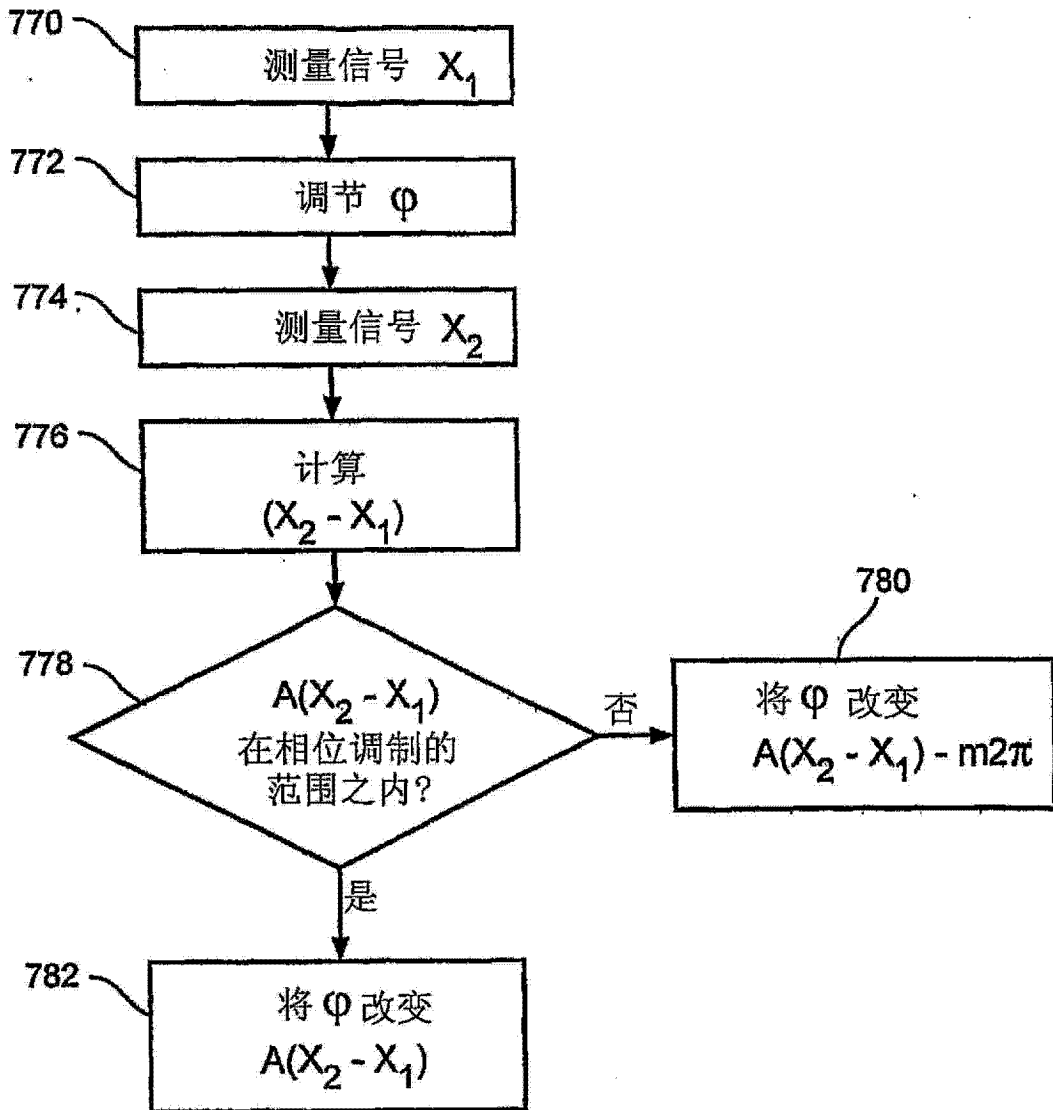 770
测量信号 X₁
772
调节 φ
774
测量信号 X₂
776
计算
(X₂ - X₁)
778
A(X₂ - X₁)
在相位调制的
范围之内?
否
780
将 φ 改变
A(X₂ - X₁) - m2π
是
782
将 φ 改变
A(X₂ - X₁)